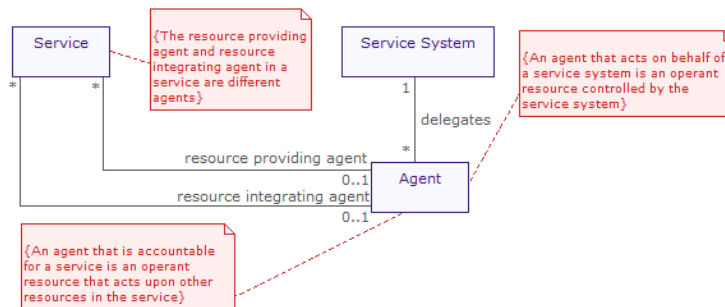 Service
*
*
{The resource providing
agent and resource
integrating agent in a
service are different
agents}
Service System
1
delegates
*
{An agent that acts on behalf of
a service system is an operant
resource controlled by the
service system}
resource providing agent
0..1
resource integrating agent
0..1
Agent
{An agent that is accountable
for a service is an operant
resource that acts upon other
resources in the service}